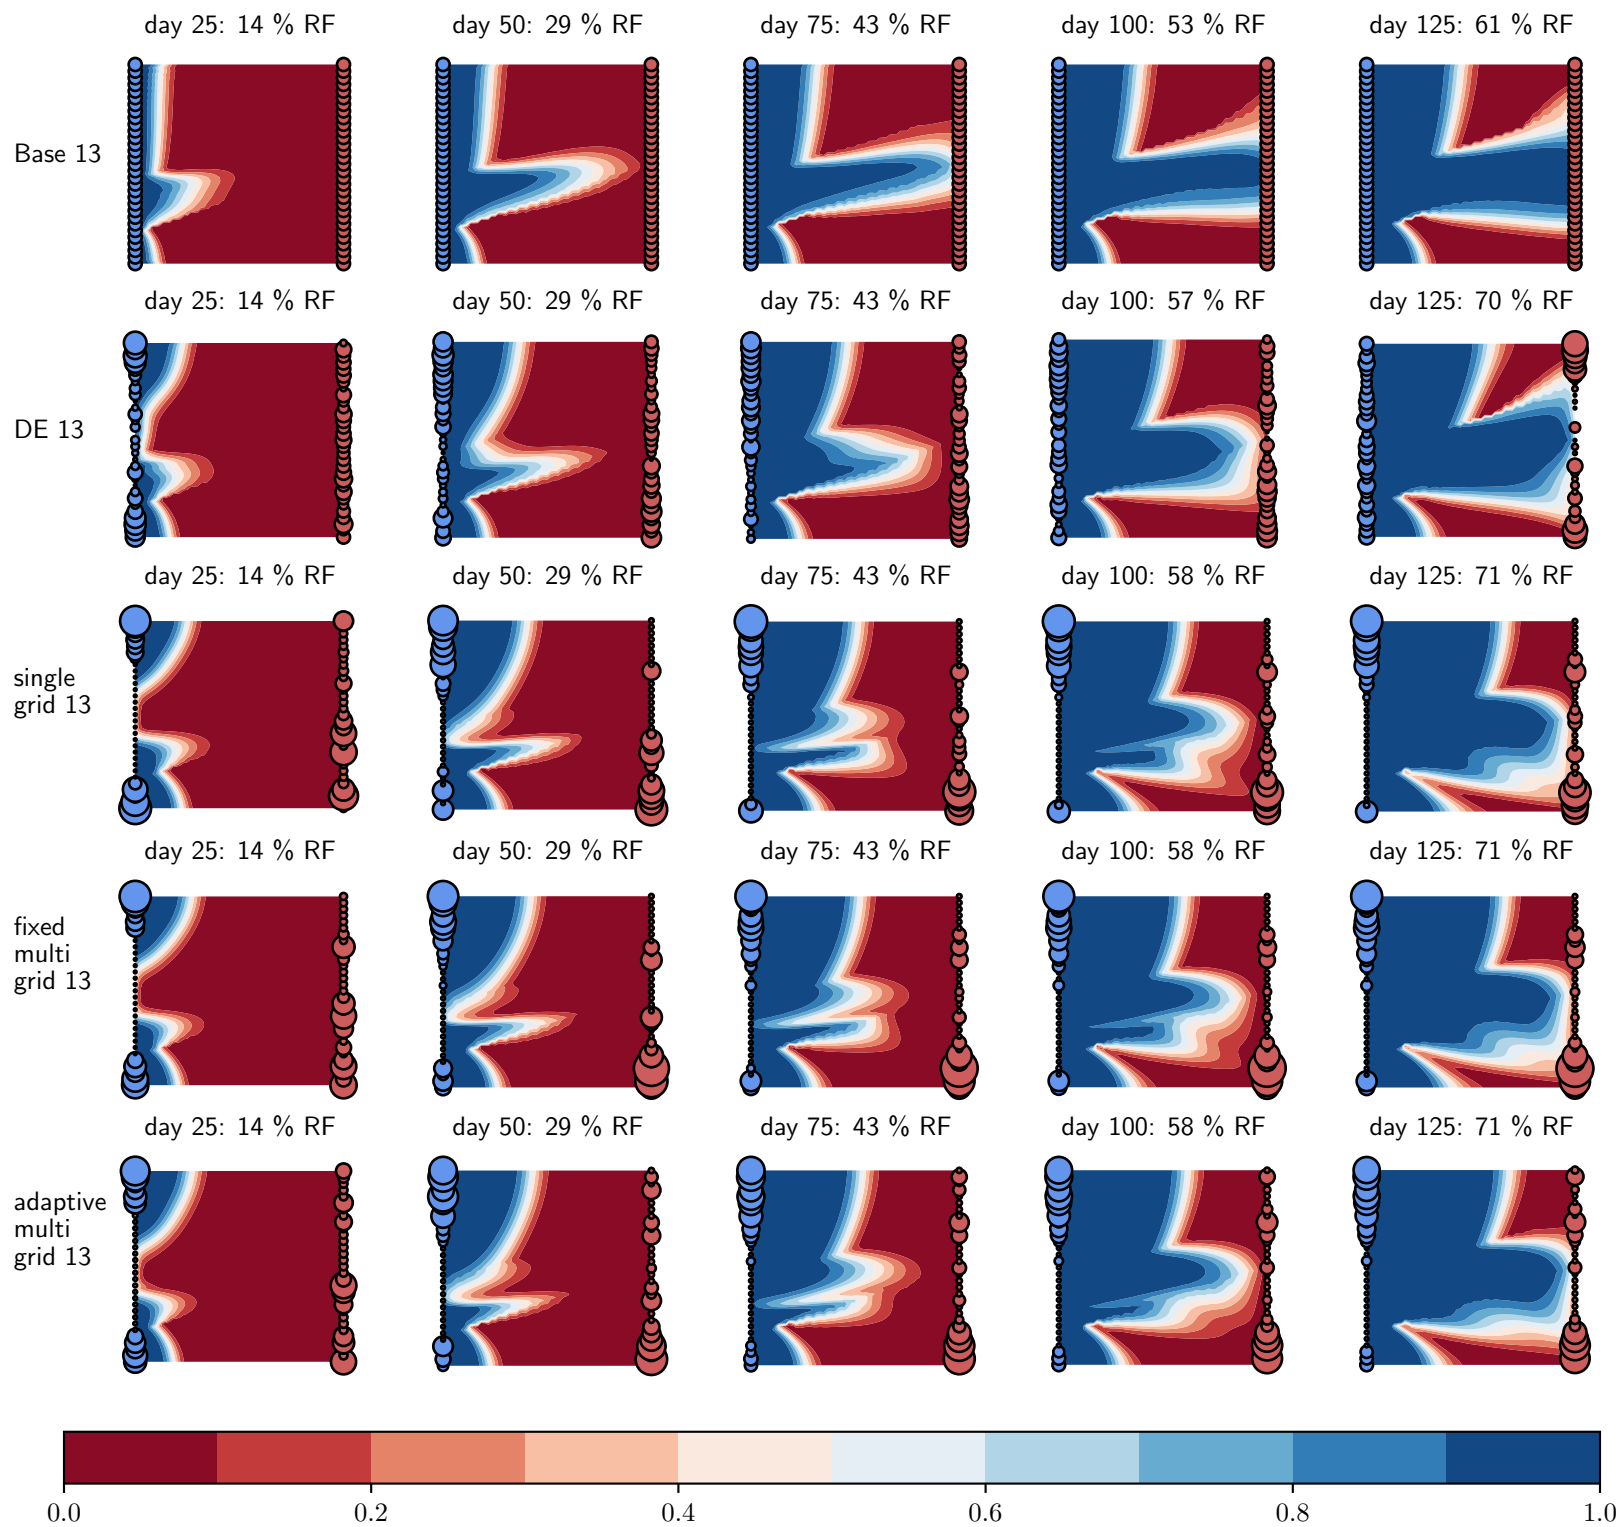 day 25: 14 % RF
day 50: 29 % RF
day 75: 43 % RF
day 100: 53 % RF
day 125: 61 % RF
Base 13
day 25: 14 % RF
day 50: 29 % RF
day 75: 43 % RF
day 100: 57 % RF
day 125: 70 % RF
DE 13
day 25: 14 % RF
day 50: 29 % RF
day 75: 43 % RF
day 100: 58 % RF
day 125: 71 % RF
single
grid 13
day 25: 14 % RF
day 50: 29 % RF
day 75: 43 % RF
day 100: 58 % RF
day 125: 71 % RF
fixed
multi
grid 13
day 25: 14 % RF
day 50: 29 % RF
day 75: 43 % RF
day 100: 58 % RF
day 125: 71 % RF
adaptive
multi
grid 13
0.0
0.2
0.4
0.6
0.8
1.0